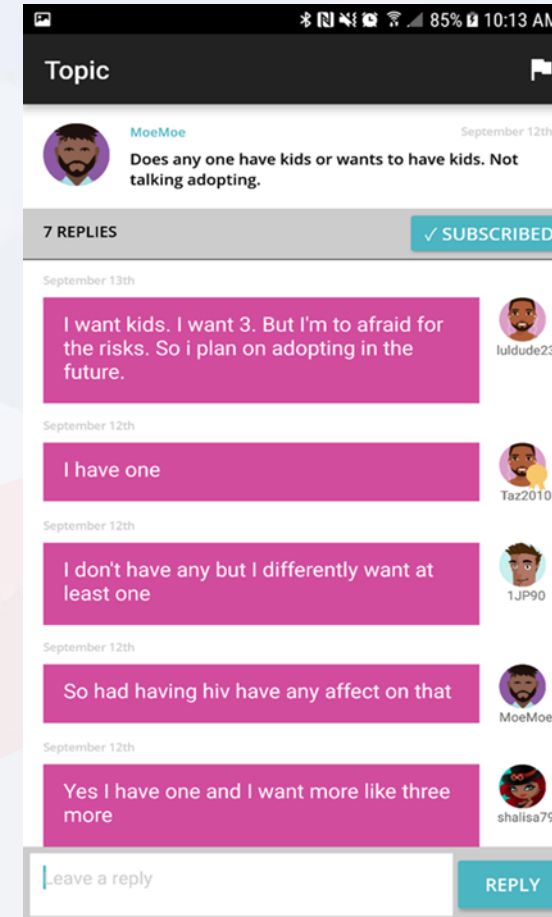 85% 10:13 AM
Topic
MoeMoe
September 12th
Does any one have kids or wants to have kids. Not
talking adopting.
7 REPLIES
✓ SUBSCRIBED
September 13th
I want kids. I want 3. But I'm to afraid for
the risks. So i plan on adopting in the
future.
luldude23
September 12th
I have one
Taz2010
September 12th
I don't have any but I differently want at
least one
1JP90
September 12th
So had having hiv have any affect on that
MoeMoe
September 12th
Yes I have one and I want more like three
more
shalisa79
Leave a reply
REPLY